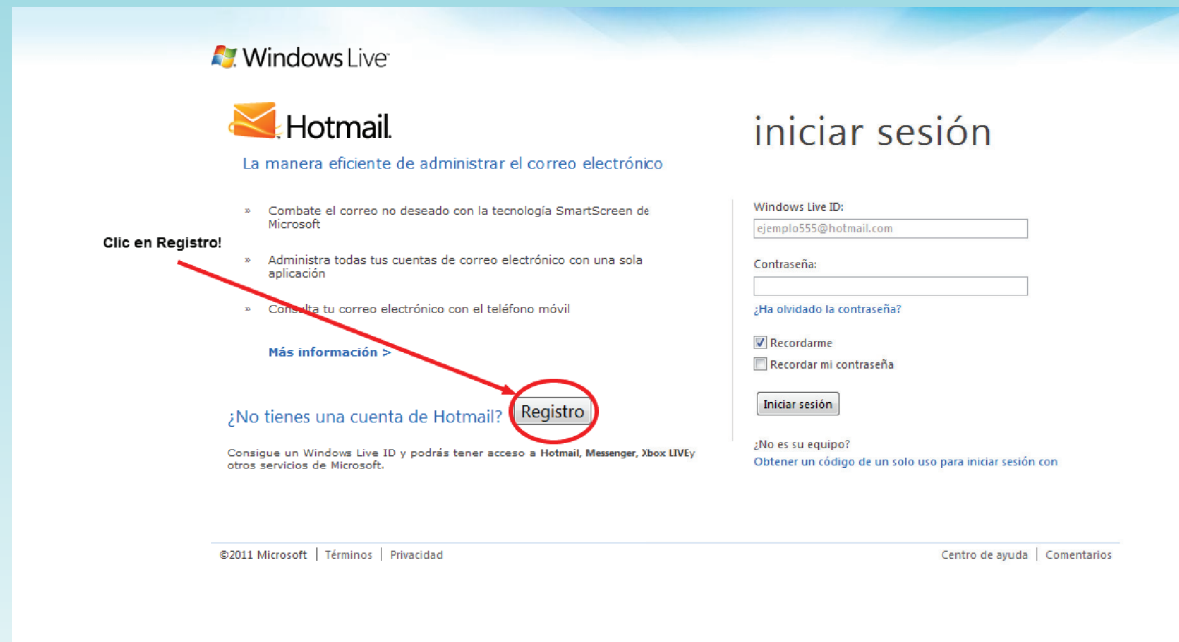 Windows Live
Hotmail
La manera eficiente de administrar el correo electrónico
» Combate el correo no deseado con la tecnología SmartScreen de
Microsoft
Clic en Registro!
» Administra todas tus cuentas de correo electrónico con una sola
aplicación
» Consulta tu correo electrónico con el teléfono móvil
Más información >
¿No tienes una cuenta de Hotmail? Registro
Consigue un Windows Live ID y podrás tener acceso a Hotmail, Messenger, Xbox LIVEy
otros servicios de Microsoft.
iniciar sesión
Windows Live ID:
ejemplo555@hotmail.com
Contraseña:
¿Ha olvidado la contraseña?
Recordarme
Recordar mi contraseña
Iniciar sesión
¿No es su equipo?
Obtener un código de un solo uso para iniciar sesión con
©2011 Microsoft | Términos | Privacidad
Centro de ayuda | Comentarios